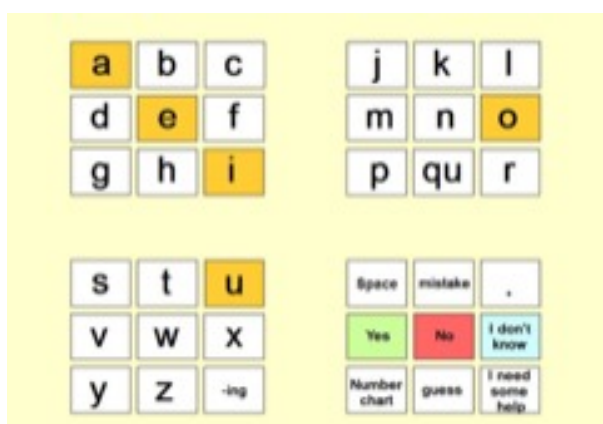 a b c
d e f
g h i
j k l
m n o
p qu r
s t u
v w x
y z -ing
Space mistake .
Yes No I don't know
Number chart guess I need some help